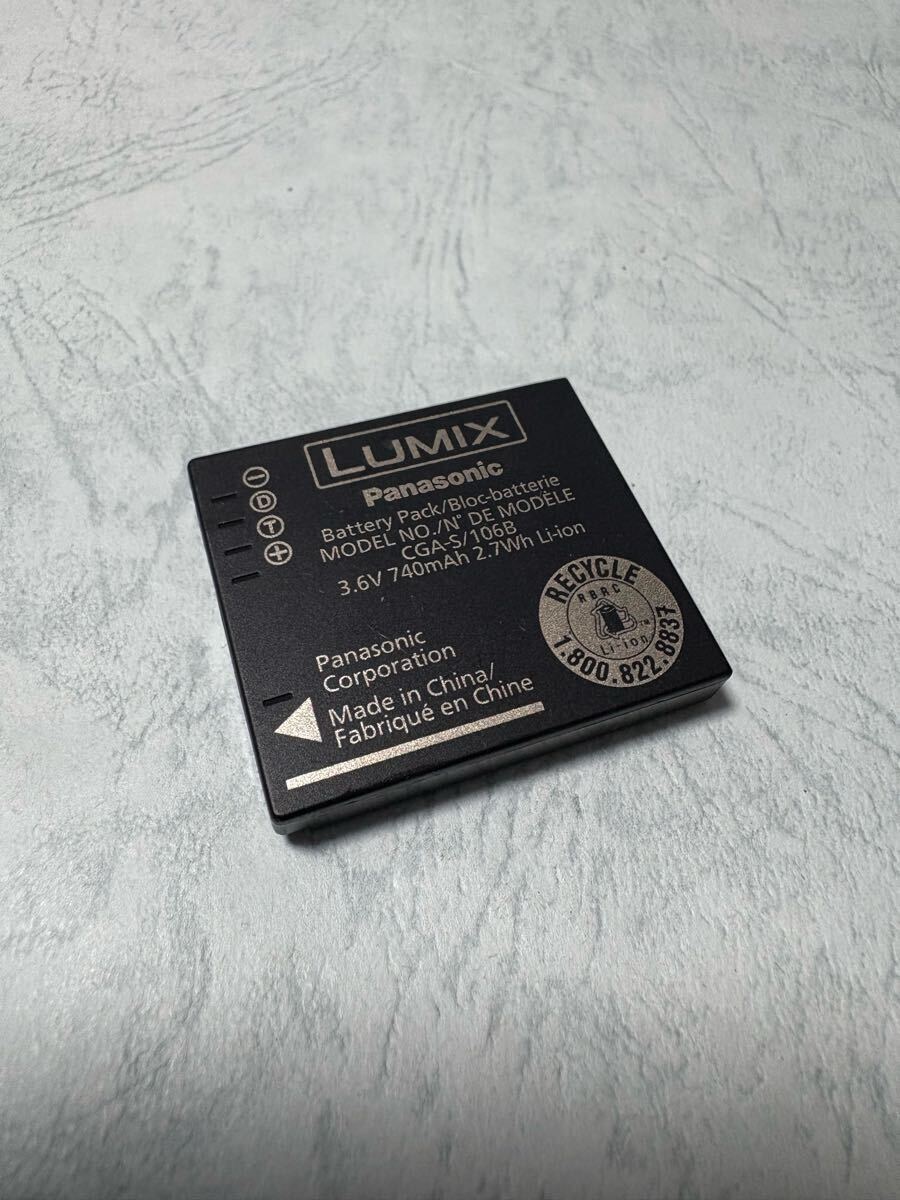 LUMIX
Panasonic
Battery Pack/Bloc-batterie
MODEL NO./N° DE MODÈLE
CGA-S/106B
3.6V 740mAh 2.7Wh Li-ion
− 
D
T
+
Panasonic
Corporation
Made in China/
Fabriqué en Chine
RECYCLE
RBRC
TM
Li-ion
1.800.822.8837